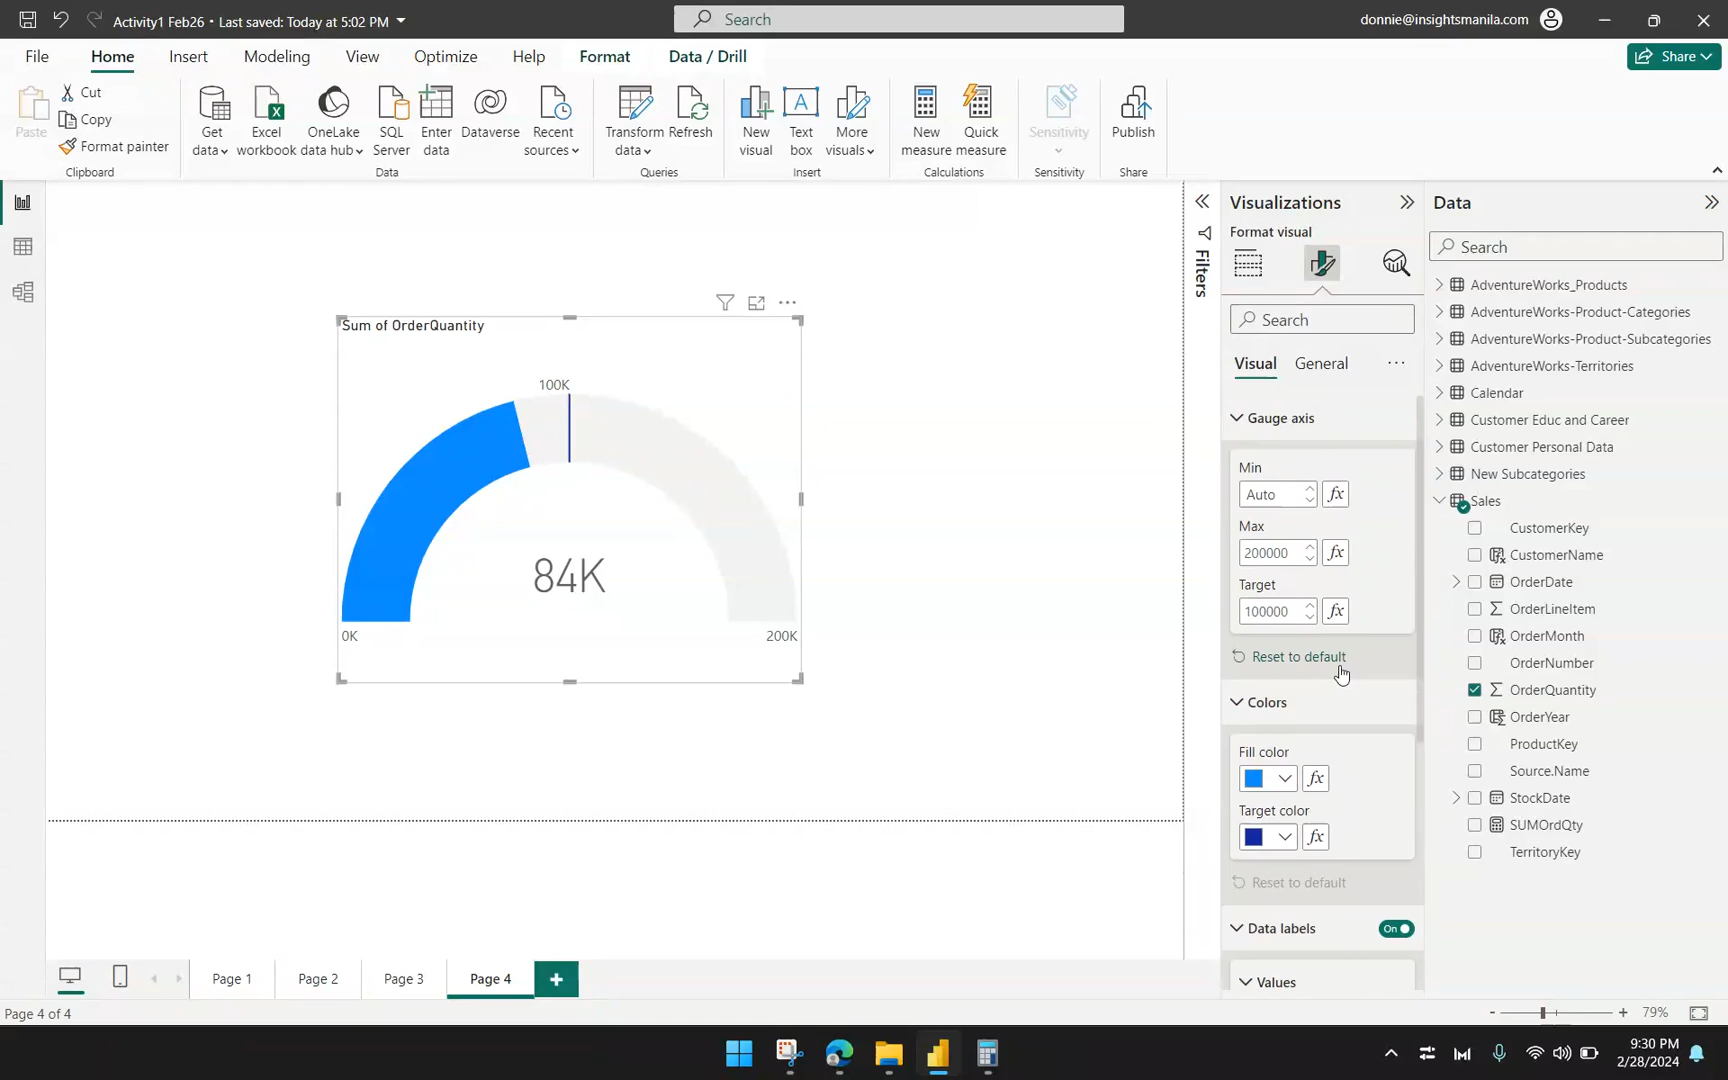 Activity1 Feb26 • Last saved: Today at 5:02 PM
Search
donnie@insightsmanila.com
File
Home
Insert
Modeling
View
Optimize
Help
Format
Data / Drill
Share
Paste
Cut
Copy
Format painter
Clipboard
Get data
Excel workbook
OneLake data hub
SQL Server
Enter data
Dataverse
Recent sources
Data
Transform data
Refresh
Queries
New visual
Text box
More visuals
Insert
New measure
Quick measure
Calculations
Sensitivity
Sensitivity
Publish
Share
Sum of OrderQuantity
100K
84K
0K
200K
Filters
Visualizations
Format visual
Search
Visual
General
Gauge axis
Min
Auto
fx
Max
200000
fx
Target
100000
fx
Reset to default
Colors
Fill color
fx
Target color
fx
Reset to default
Data labels
On
Values
Data
Search
AdventureWorks_Products
AdventureWorks-Product-Categories
AdventureWorks-Product-Subcategories
AdventureWorks-Territories
Calendar
Customer Educ and Career
Customer Personal Data
New Subcategories
Sales
CustomerKey
CustomerName
OrderDate
OrderLineItem
OrderMonth
OrderNumber
OrderQuantity
OrderYear
ProductKey
Source.Name
StockDate
SUMOrdQty
TerritoryKey
Page 1
Page 2
Page 3
Page 4
Page 4 of 4
79%
9:30 PM
2/28/2024